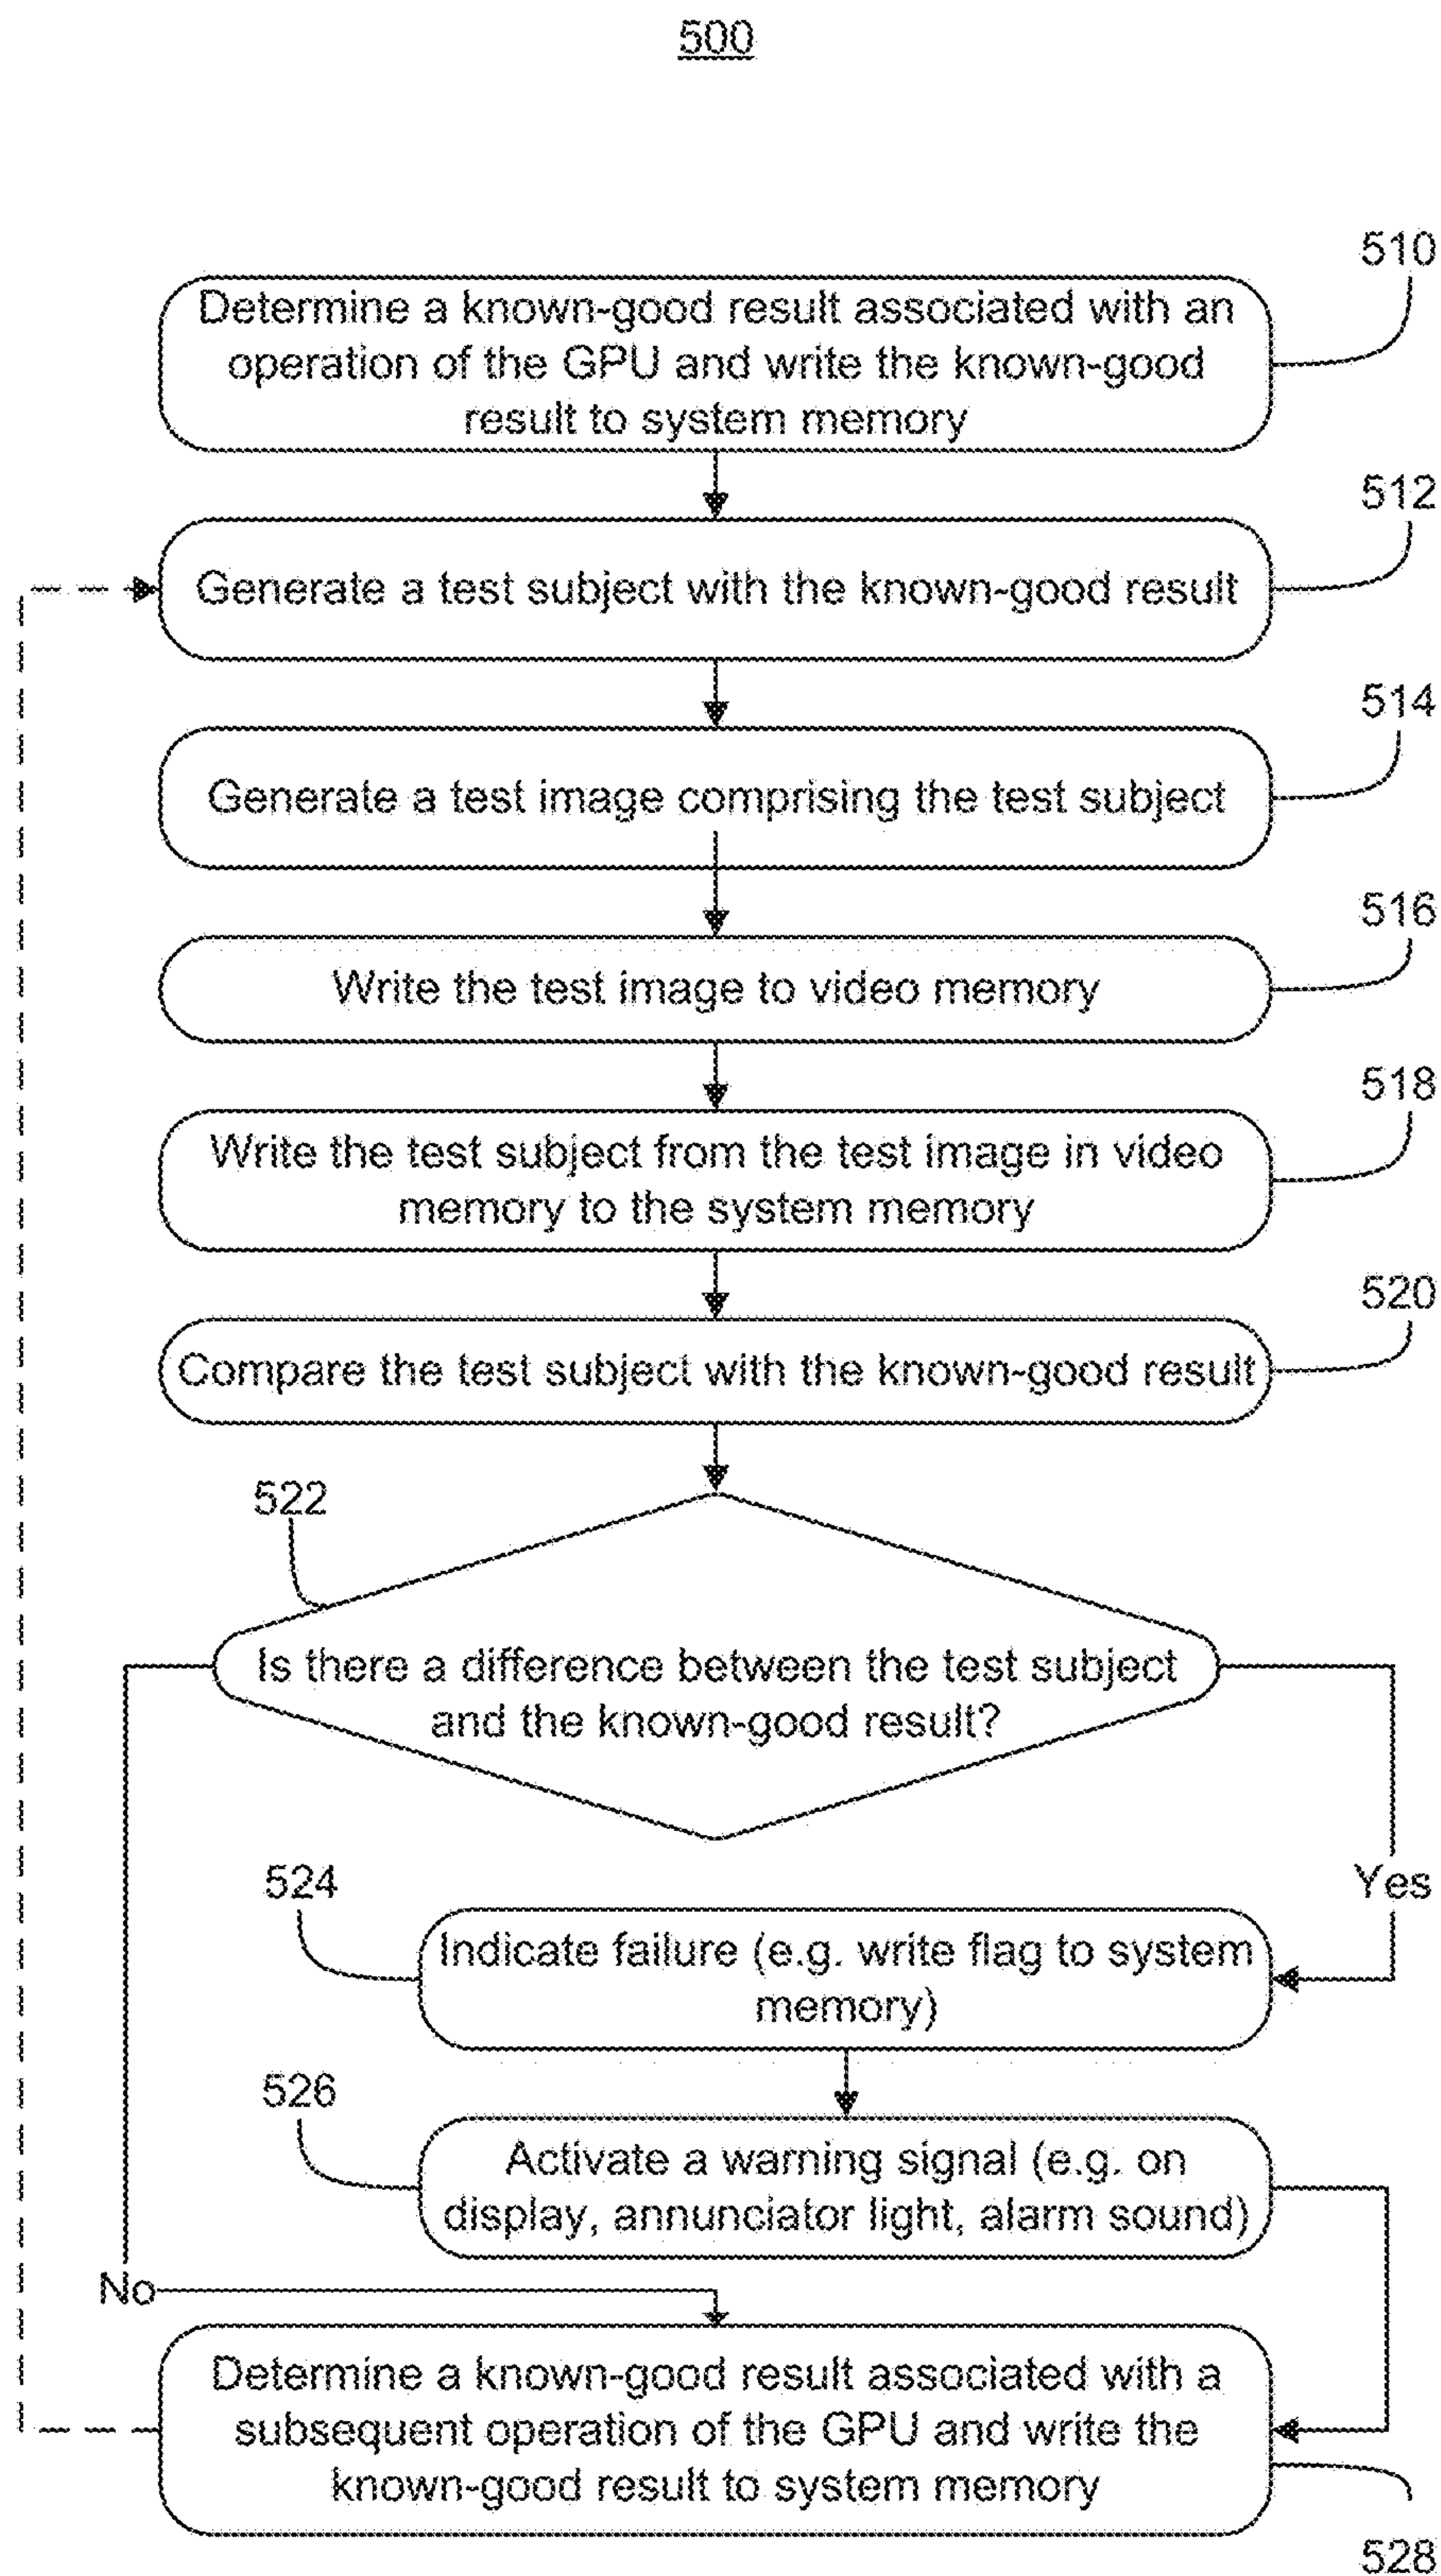 500
510
Determine a known-good result associated with an
operation of the GPU and write the known-good
result to system memory
512
Generate a test subject with the known-good result
514
Generate a test image comprising the test subject
516
Write the test image to video memory
518
Write the test subject from the test image in video
memory to the system memory
520
Compare the test subject with the known-good result
522
Is there a difference between the test subject
and the known-good result?
524
Yes
Indicate failure (e.g. write flag to system
memory)
526
Activate a warning signal (e.g. on
display, annunciator light, alarm sound)
No
Determine a known-good result associated with a
subsequent operation of the GPU and write the
known-good result to system memory
528